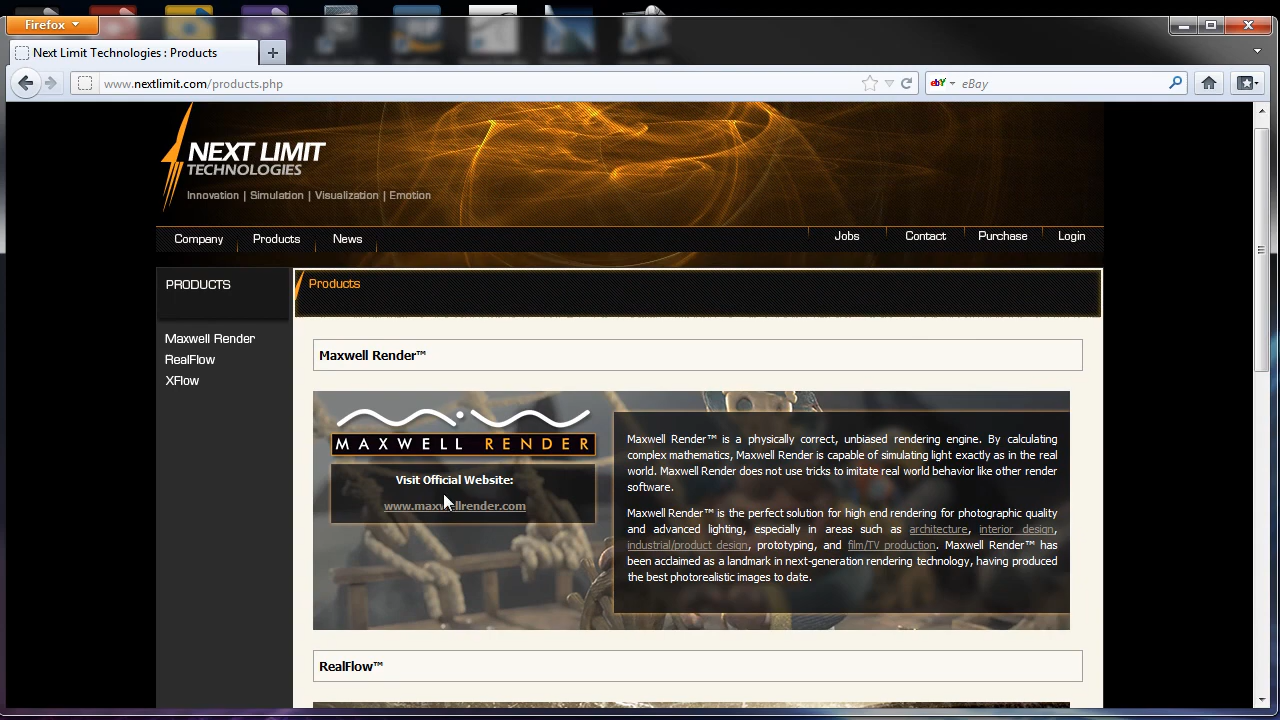 Firefox
Next Limit Technologies : Products
www.nextlimit.com/products.php
eBay
NEXT LIMIT
TECHNOLOGIES
Innovation | Simulation | Visualization | Emotion
Company Products News Jobs Contact Purchase Login
PRODUCTS
Maxwell Render
RealFlow
XFlow
Products
Maxwell Render™
MAXWELL RENDER
Visit Official Website:
www.maxwellrender.com
Maxwell Render™ is a physically correct, unbiased rendering engine. By calculating
complex mathematics, Maxwell Render is capable of simulating light exactly as in the real
world. Maxwell Render does not use tricks to imitate real world behavior like other render
software.
Maxwell Render™ is the perfect solution for high end rendering for photographic quality
and advanced lighting, especially in areas such as architecture, interior design,
industrial/product design, prototyping, and film/TV production. Maxwell Render™ has
been acclaimed as a landmark in next-generation rendering technology, having produced
the best photorealistic images to date.
RealFlow™